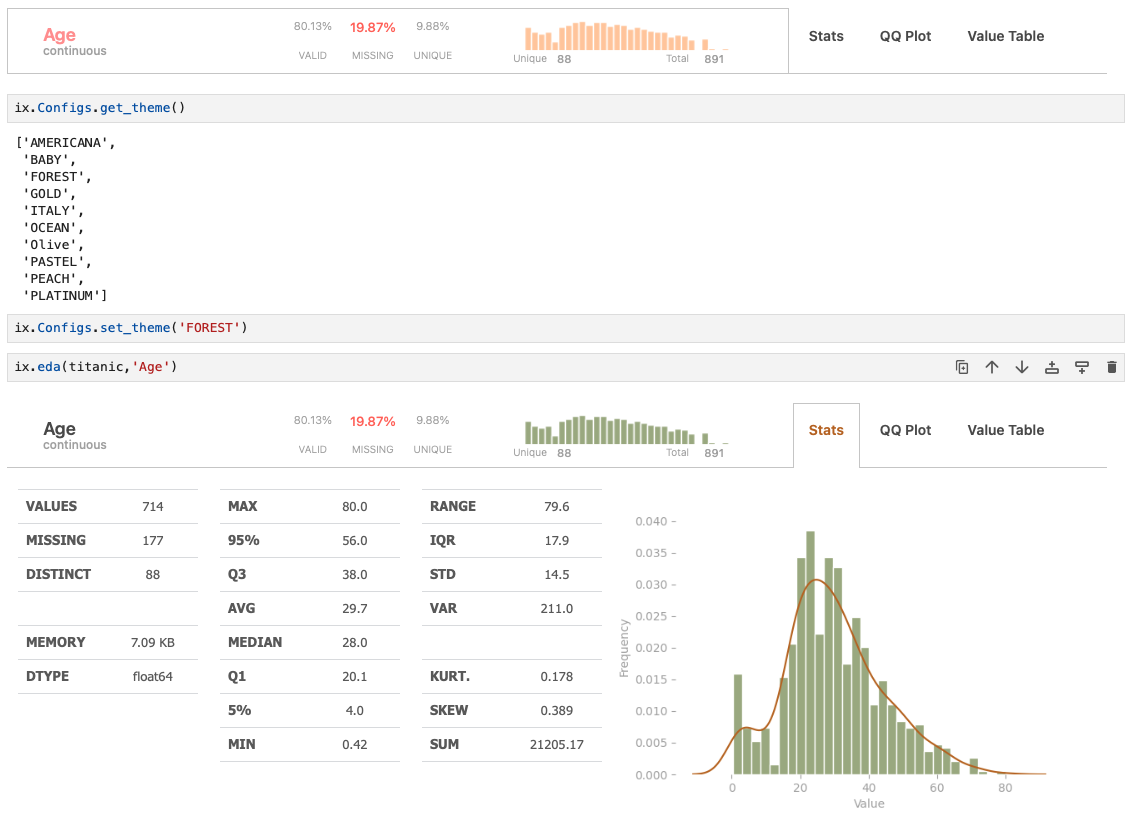 Age 80.13% 19.87% 9.88% Stats QQ Plot Value Table
continuous VALID MISSING UNIQUE Unique 88 Total 891
ix.Configs.get_theme()
['AMERICANA',
'BABY',
'FOREST',
'GOLD',
'ITALY',
'OCEAN',
'Olive',
'PASTEL',
'PEACH',
'PLATINUM']
ix.Configs.set_theme('FOREST')
ix.eda(titanic,'Age')
Age 80.13% 19.87% 9.88% Stats QQ Plot Value Table
continuous VALID MISSING UNIQUE Unique 88 Total 891
VALUES 714
MISSING 177
DISTINCT 88
MEMORY 7.09 KB
DTYPE float64
MAX 80.0
95% 56.0
Q3 38.0
AVG 29.7
MEDIAN 28.0
Q1 20.1
5% 4.0
MIN 0.42
RANGE 79.6
IQR 17.9
STD 14.5
VAR 211.0
KURT. 0.178
SKEW 0.389
SUM 21205.17
Frequency
0.040
0.035
0.030
0.025
0.020
0.015
0.010
0.005
0.000
0 20 40 60 80
Value